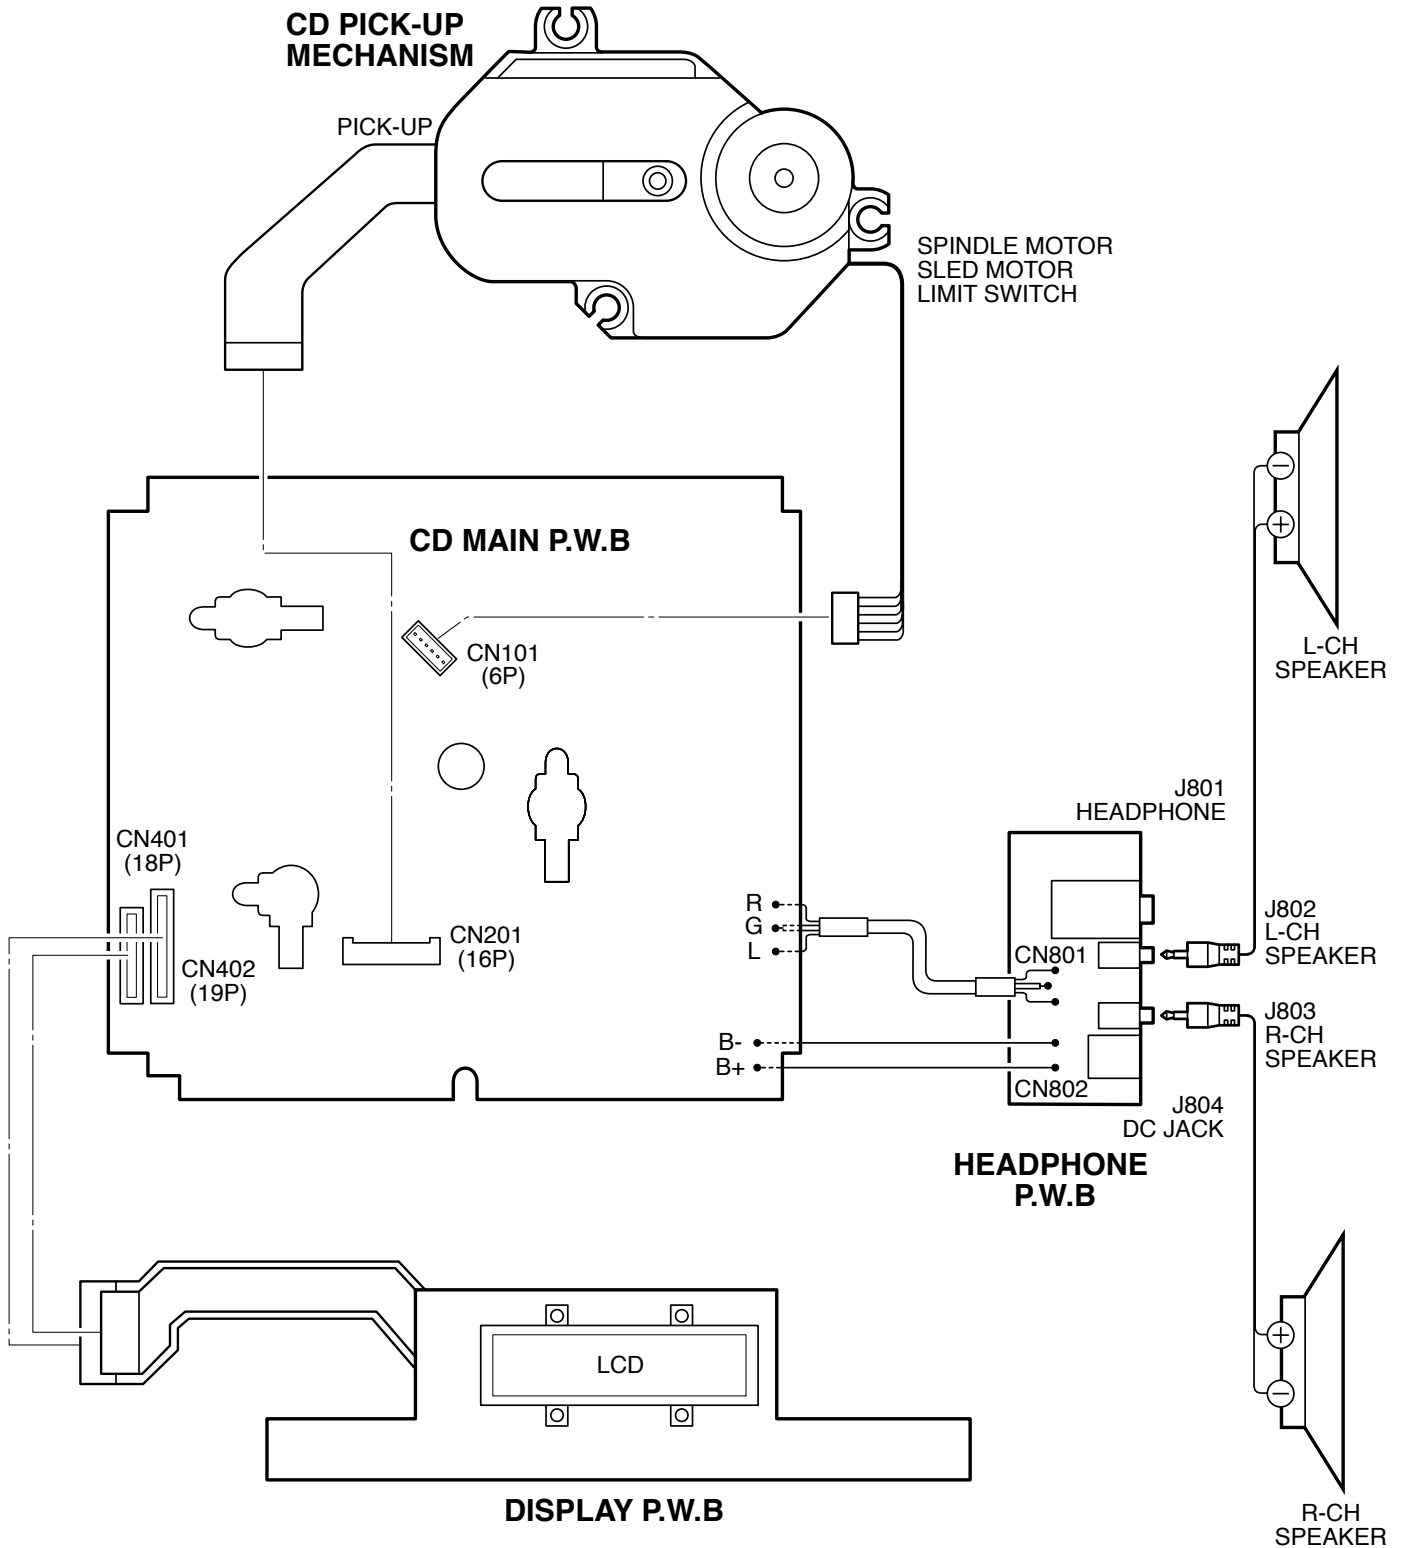 CD PICK-UP
MECHANISM
PICK-UP
SPINDLE MOTOR
SLED MOTOR
LIMIT SWITCH
CD MAIN P.W.B
CN101
(6P)
L-CH
SPEAKER
J801
HEADPHONE
CN401
(18P)
R
G
L
CN801
J802
L-CH
SPEAKER
CN201
(16P)
CN402
(19P)
J803
R-CH
SPEAKER
B-
B+
CN802
J804
DC JACK
HEADPHONE
P.W.B
LCD
DISPLAY P.W.B
R-CH
SPEAKER